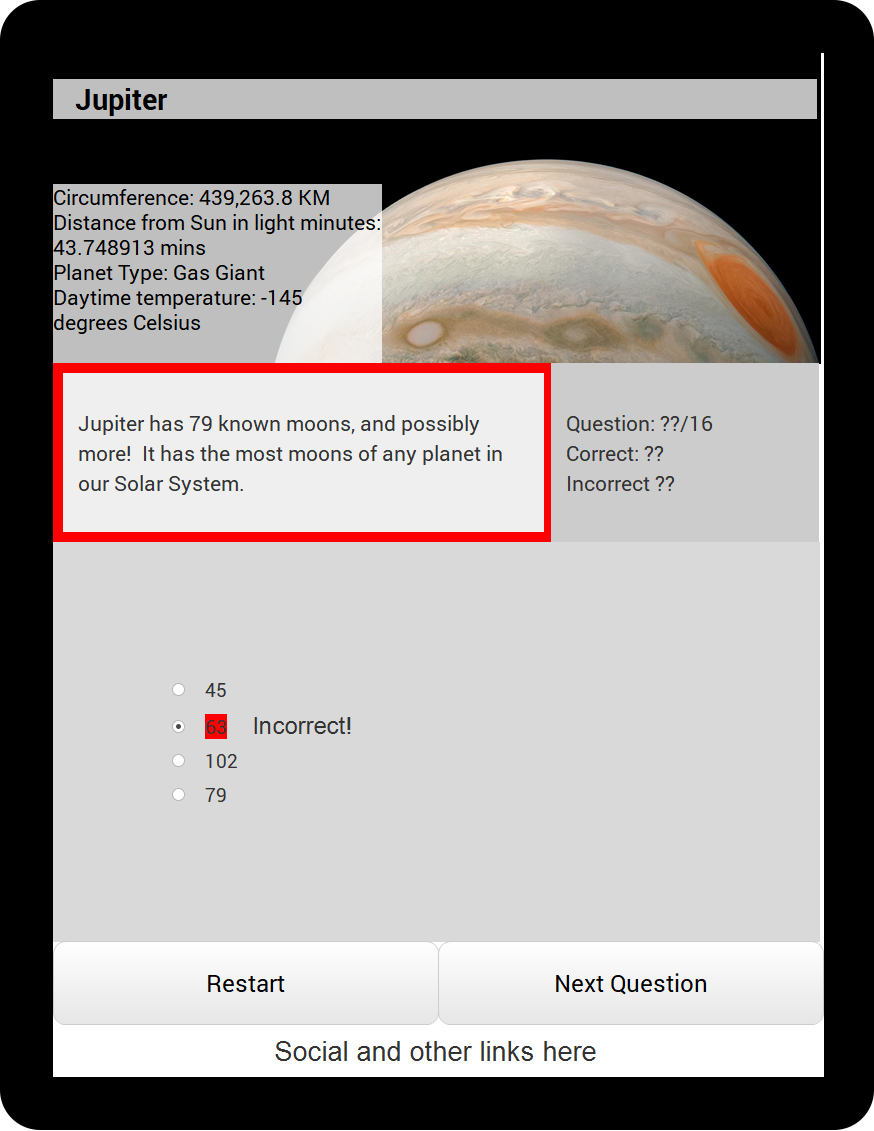 Jupiter
Circumference: 439,263.8 KM
Distance from Sun in light minutes:
43.748913 mins
Planet Type: Gas Giant
Daytime temperature: -145
degrees Celsius
Jupiter has 79 known moons, and possibly
more!  It has the most moons of any planet in
our Solar System.
Question: ??/16
Correct: ??
Incorrect ??
45
63 Incorrect!
102
79
Restart
Next Question
Social and other links here